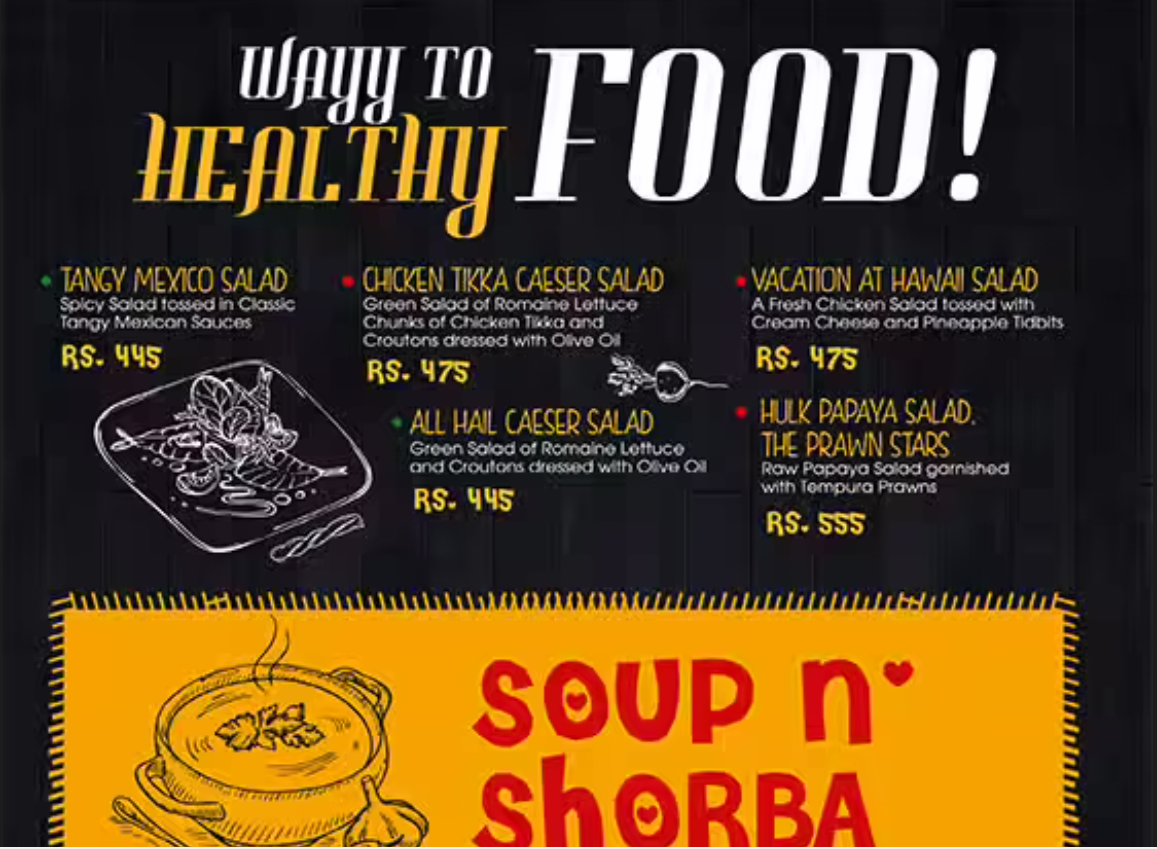 WAYY TO
HEALTHY FOOD!
TANGY MEXICO SALAD
Spicy Salad tossed in Classic
Tangy Mexican Sauces
RS. 445
CHICKEN TIKKA CAESER SALAD
Green Salad of Romaine Lettuce
Chunks of Chicken Tikka and
Croutons dressed with Olive Oil
RS. 475
ALL HAIL CAESER SALAD
Green Salad of Romaine Lettuce
and Croutons dressed with Olive Oil
RS. 445
VACATION AT HAWAII SALAD
A Fresh Chicken Salad tossed with
Cream Cheese and Pineapple Tidbits
RS. 475
HULK PAPAYA SALAD,
THE PRAWN STARS
Raw Papaya Salad garnished
with Tempura Prawns
RS. 555
SOUP n'
ShORBA